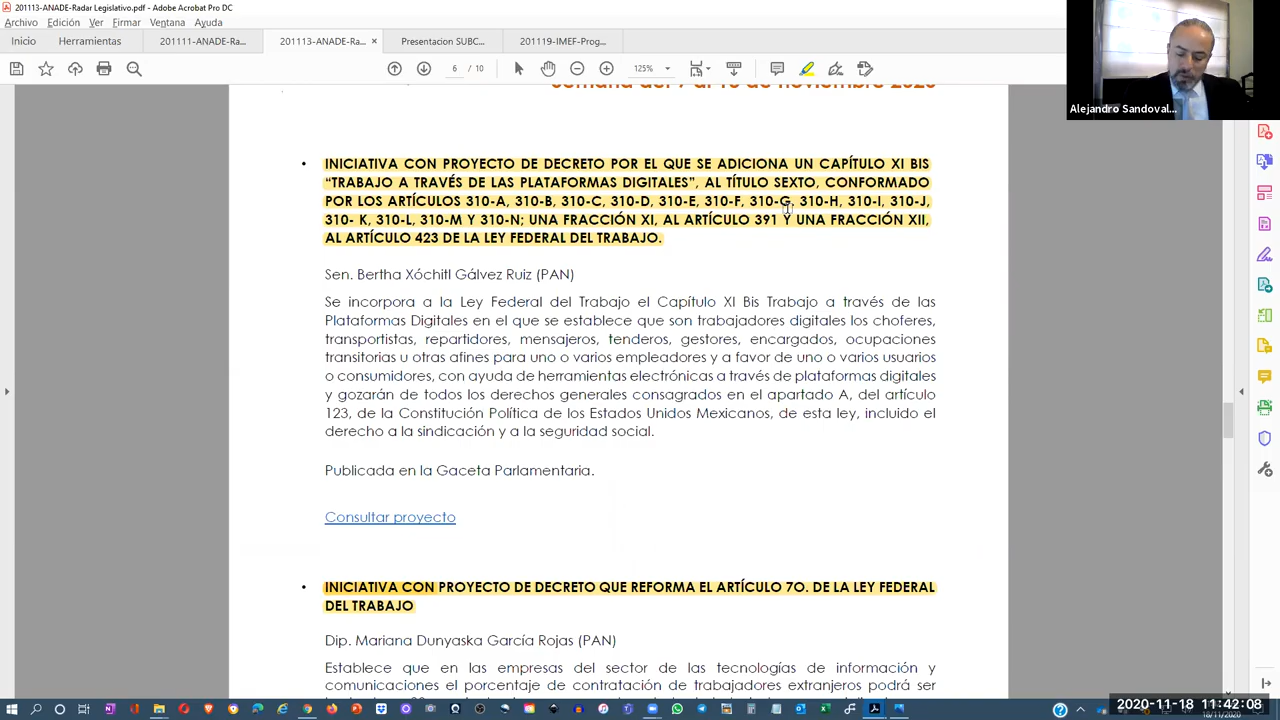 201113-ANADE-Radar Legislativo.pdf - Adobe Acrobat Pro DC
Archivo Edición Ver Firmar Ventana Ayuda
Inicio Herramientas 201111-ANADE-Ra... 201113-ANADE-Ra... × Presentacion SUBC... 201119-IMEF-Prog...
6 / 10 125%
Alejandro Sandoval...
Semana del 7 al 13 de noviembre 2020
• INICIATIVA CON PROYECTO DE DECRETO POR EL QUE SE ADICIONA UN CAPÍTULO XI BIS
“TRABAJO A TRAVÉS DE LAS PLATAFORMAS DIGITALES”, AL TÍTULO SEXTO, CONFORMADO
POR LOS ARTÍCULOS 310-A, 310-B, 310-C, 310-D, 310-E, 310-F, 310-G, 310-H, 310-I, 310-J,
310- K, 310-L, 310-M Y 310-N; UNA FRACCIÓN XI, AL ARTÍCULO 391 Y UNA FRACCIÓN XII,
AL ARTÍCULO 423 DE LA LEY FEDERAL DEL TRABAJO.
Sen. Bertha Xóchitl Gálvez Ruiz (PAN)
Se incorpora a la Ley Federal del Trabajo el Capítulo XI Bis Trabajo a través de las
Plataformas Digitales en el que se establece que son trabajadores digitales los choferes,
transportistas, repartidores, mensajeros, tenderos, gestores, encargados, ocupaciones
transitorias u otras afines para uno o varios empleadores y a favor de uno o varios usuarios
o consumidores, con ayuda de herramientas electrónicas a través de plataformas digitales
y gozarán de todos los derechos generales consagrados en el apartado A, del artículo
123, de la Constitución Política de los Estados Unidos Mexicanos, de esta ley, incluido el
derecho a la sindicación y a la seguridad social.
Publicada en la Gaceta Parlamentaria.
Consultar proyecto
• INICIATIVA CON PROYECTO DE DECRETO QUE REFORMA EL ARTÍCULO 7O. DE LA LEY FEDERAL
DEL TRABAJO
Dip. Mariana Dunyaska García Rojas (PAN)
Establece que en las empresas del sector de las tecnologías de información y
comunicaciones el porcentaje de contratación de trabajadores extranjeros podrá ser
2020-11-18 11:42:08
18/11/2020